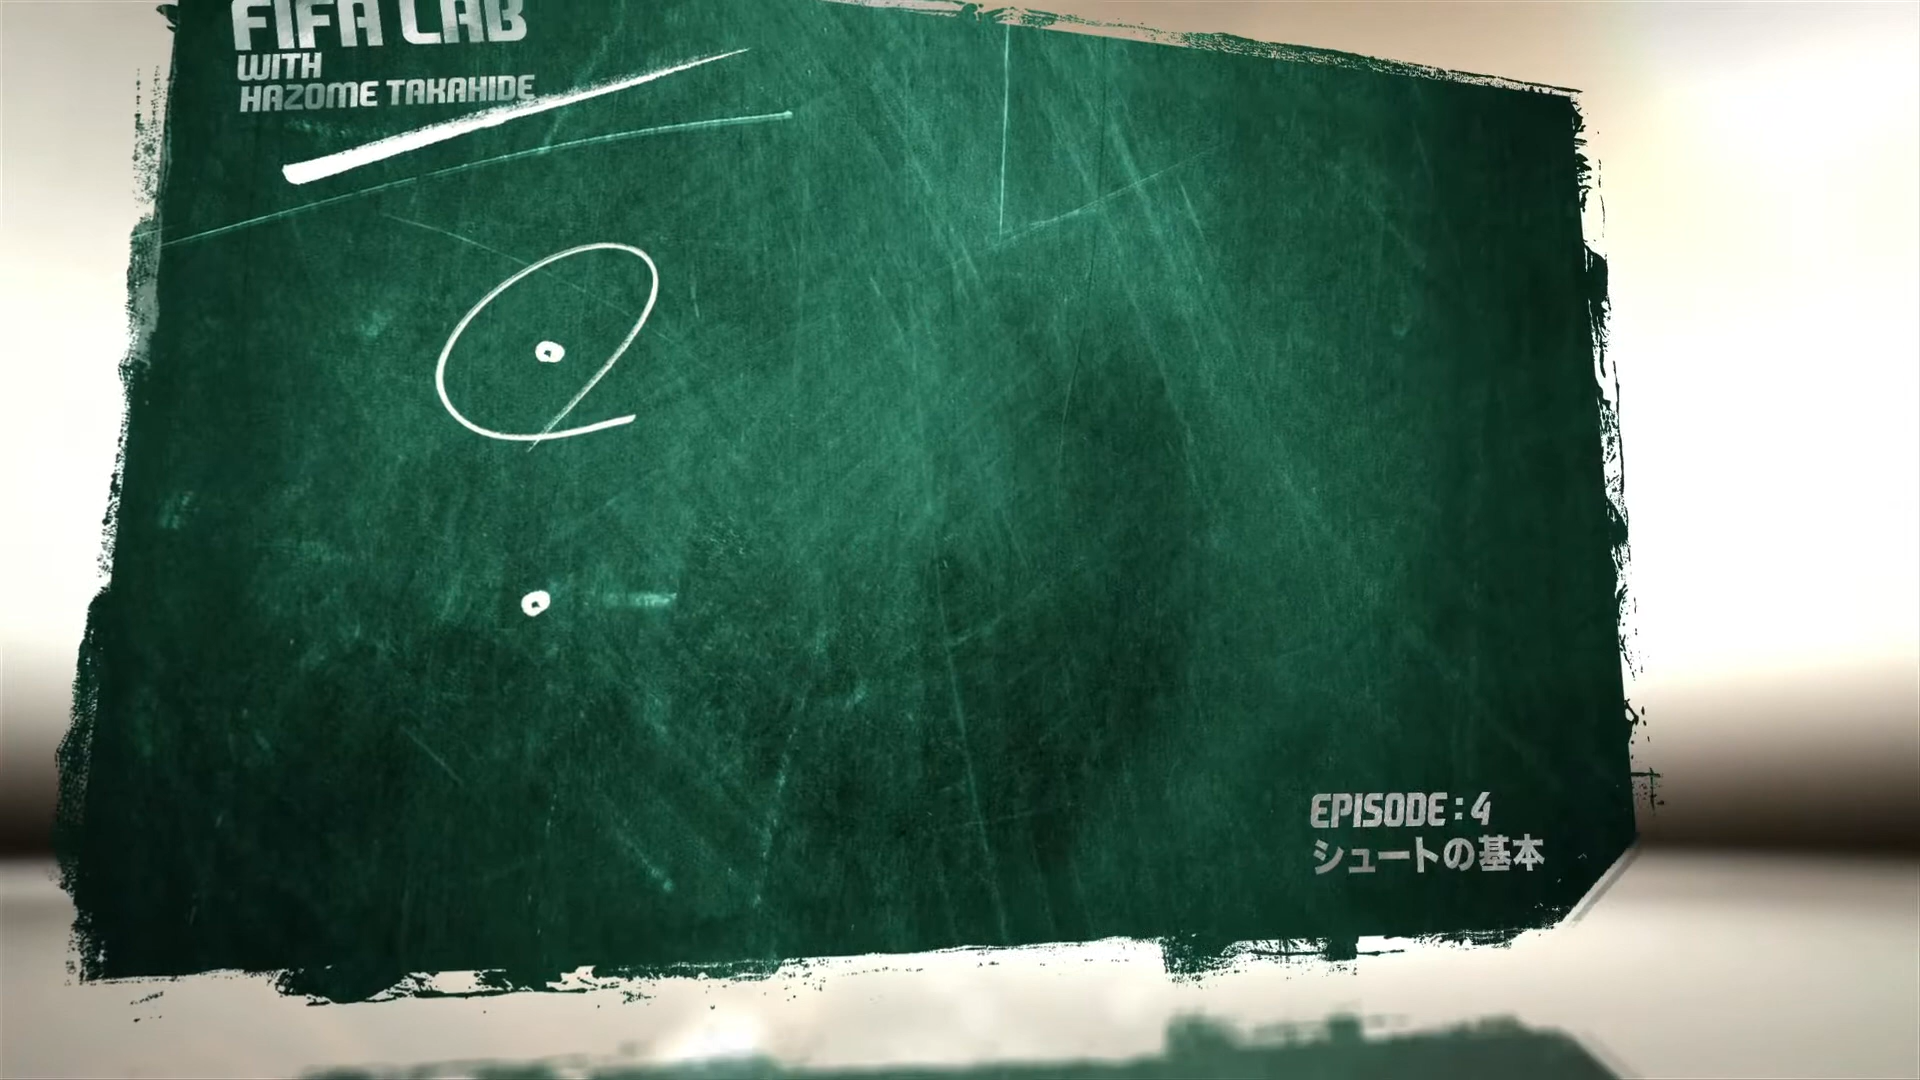 FIFA LAB
WITH
HAZOME TAKAHIDE
EPISODE : 4
シュートの基本